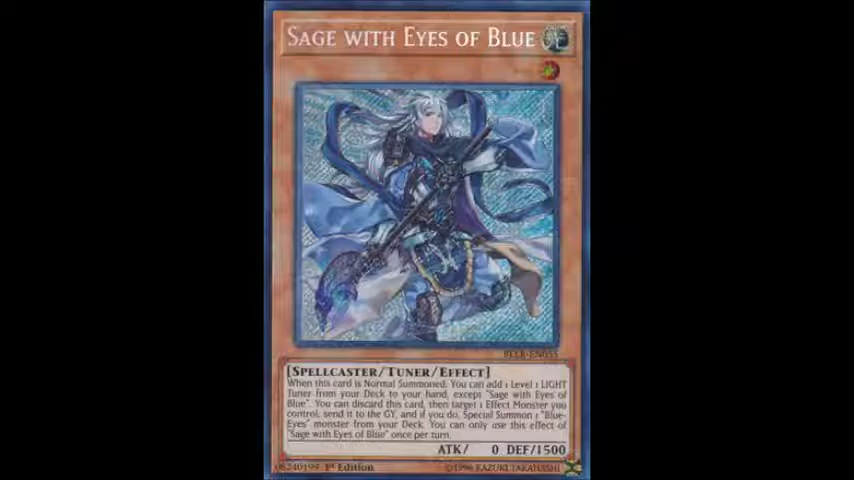 SAGE WITH EYES OF BLUE
BLLR-EN055
[SPELLCASTER/TUNER/EFFECT]
When this card is Normal Summoned: You can add 1 Level 1 LIGHT
Tuner from your Deck to your hand, except "Sage with Eyes of
Blue". You can discard this card, then target 1 Effect Monster you
control; send it to the GY, and if you do, Special Summon 1 "Blue-
Eyes" monster from your Deck. You can only use this effect of
"Sage with Eyes of Blue" once per turn.
ATK/ 0 DEF/1500
1st Edition
©1996 KAZUKI TAKAHASHI